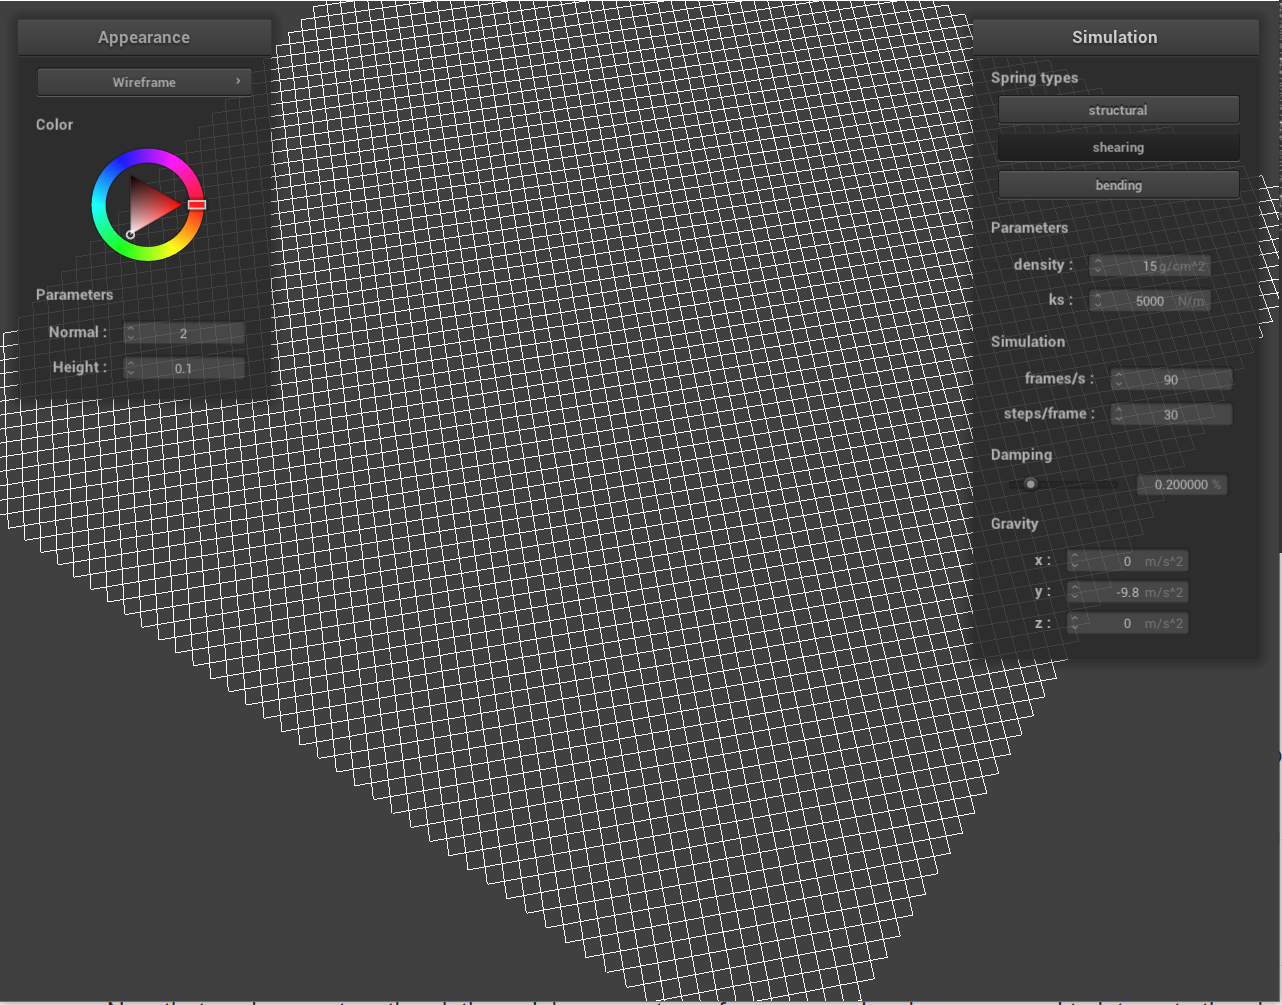 Appearance
Wireframe ›
Color
Parameters
Normal : 2
Height : 0.1
Simulation
Spring types
structural
shearing
bending
Parameters
density : 15 g/cm^2
ks : 5000 N/m
Simulation
frames/s : 90
steps/frame : 30
Damping
0.200000 %
Gravity
x : 0 m/s^2
y : -9.8 m/s^2
z : 0 m/s^2